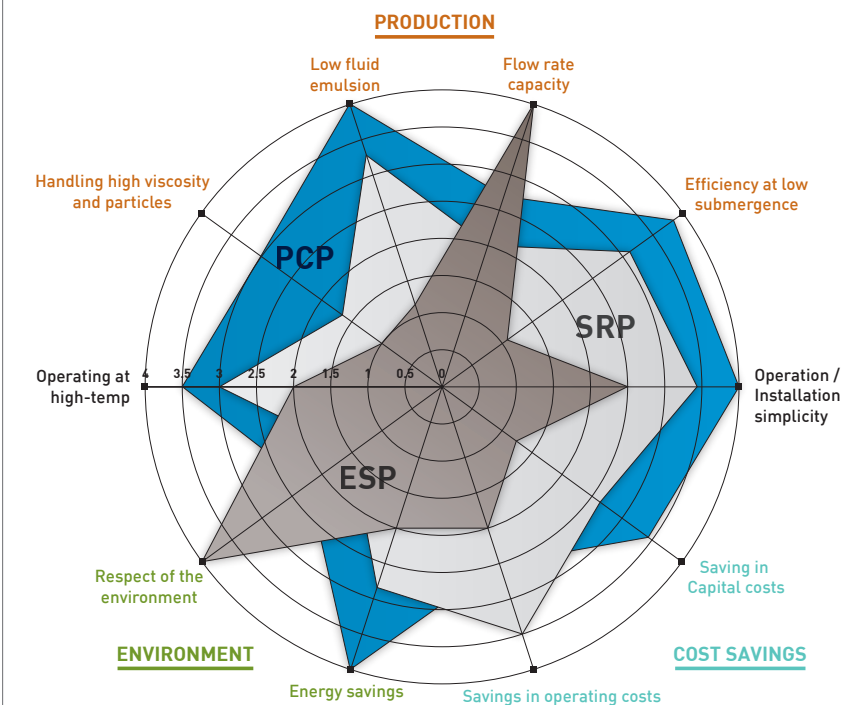 PRODUCTION
Low fluid
emulsion
Flow rate
capacity
Handling high viscosity
and particles
Efficiency at low
submergence
PCP
SRP
Operating at
high-temp
4 3.5 3 2.5 2 1.5 1 0.5 0
Operation /
Installation
simplicity
ESP
Respect of the
environment
Saving in
Capital costs
ENVIRONMENT
COST SAVINGS
Energy savings
Savings in operating costs